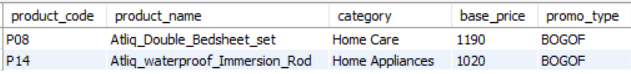 product_code product_name category base_price promo_type
P08 Atliq_Double_Bedsheet_set Home Care 1190 BOGOF
P14 Atliq_waterproof_Immersion_Rod Home Appliances 1020 BOGOF